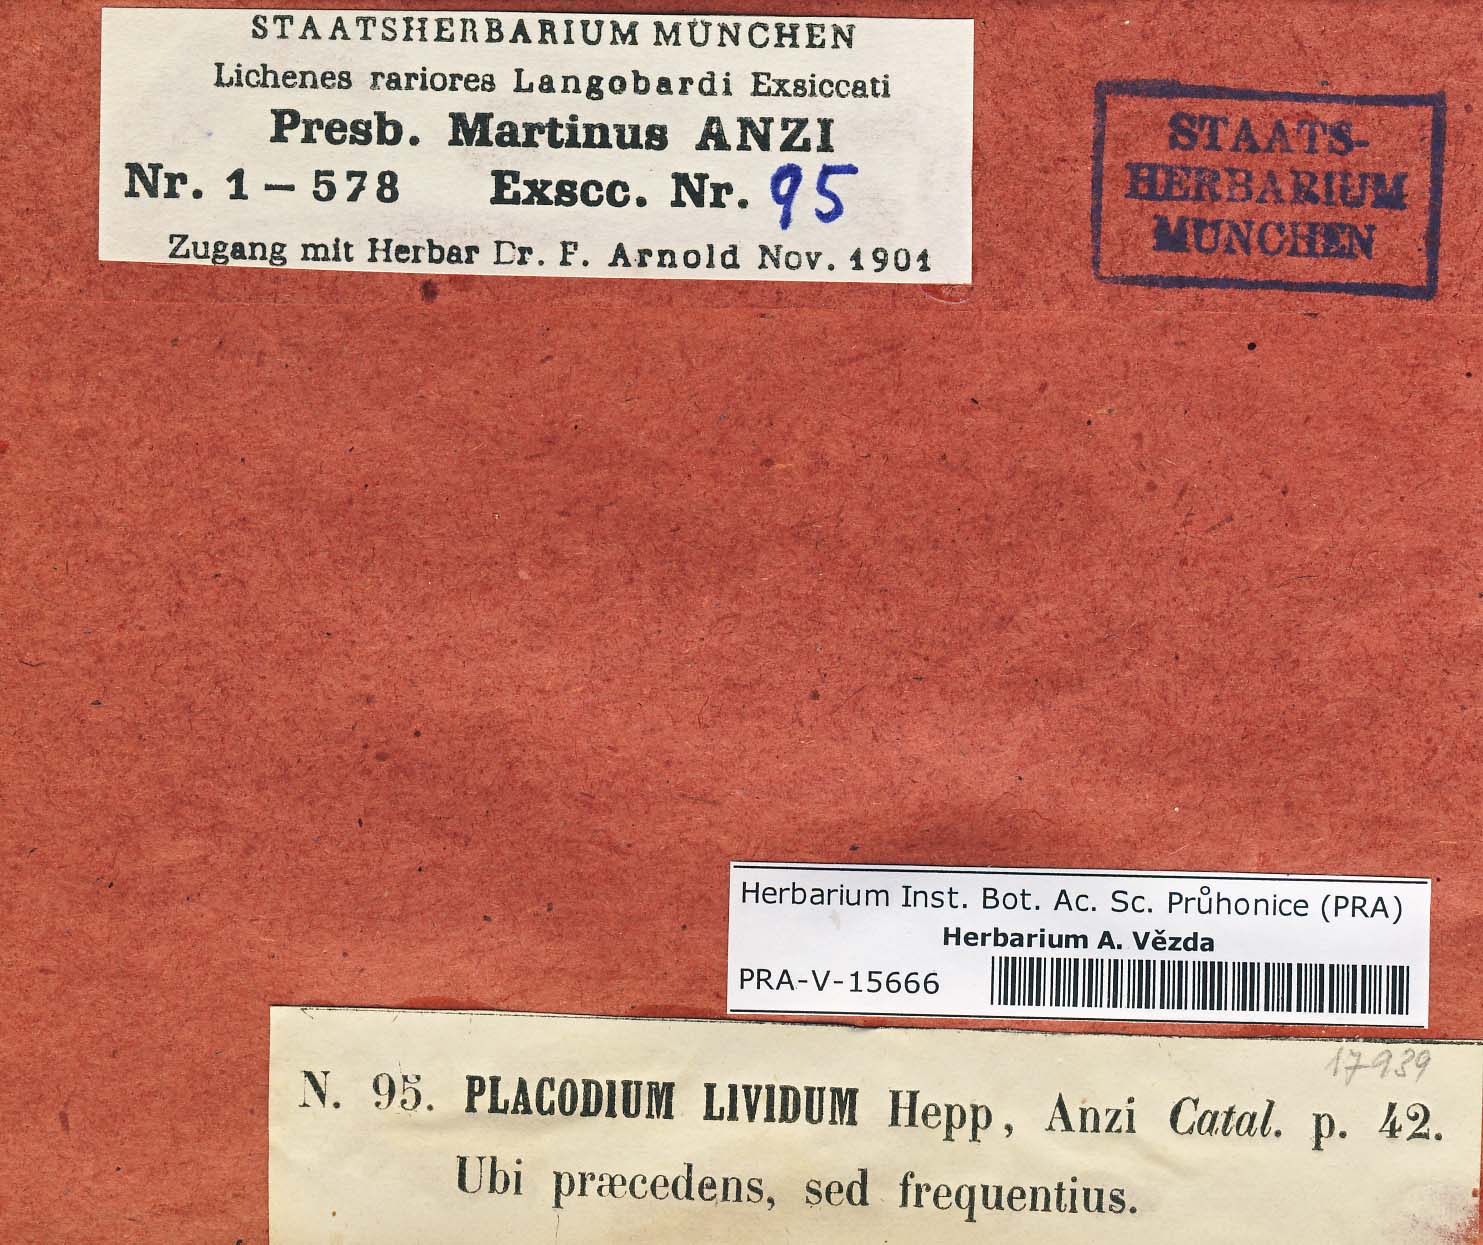 STAATSHERBARIUM MÜNCHEN
Lichenes rariores Langobardi Exsiccati
Presb. Martinus ANZI
Nr. 1 – 578 Exscc. Nr. 95
Zugang mit Herbar Dr. F. Arnold Nov. 1901
STAATS-
HERBARIUM
MÜNCHEN
Herbarium Inst. Bot. Ac. Sc. Průhonice (PRA)
Herbarium A. Vězda
PRA-V-15666
17939
N. 95. PLACODIUM LIVIDUM Hepp, Anzi Catal. p. 42.
Ubi præcedens, sed frequentius.